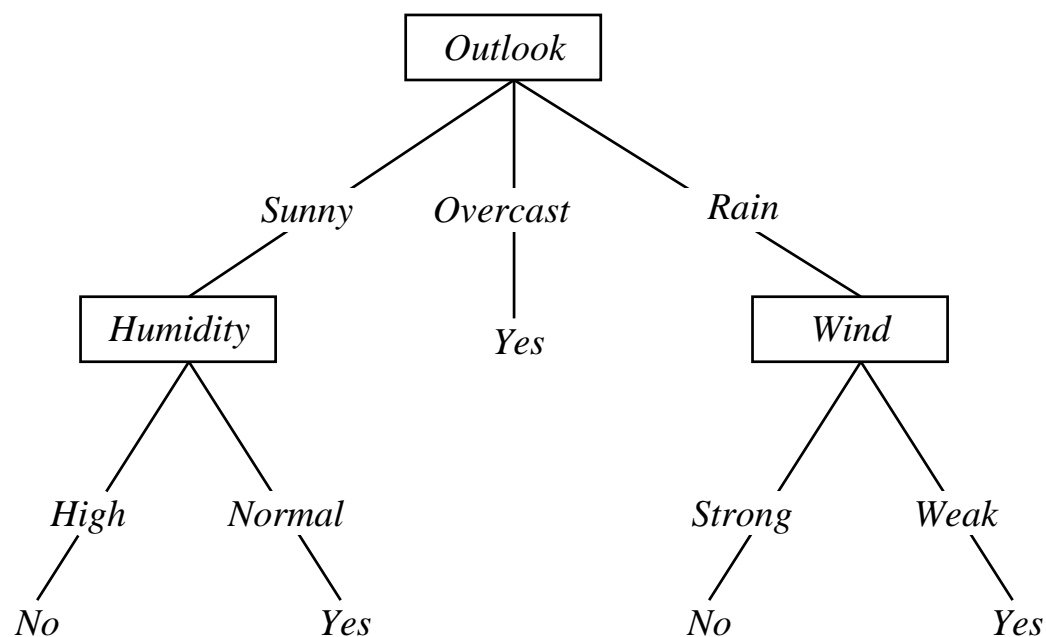 Outlook
Sunny Overcast Rain
Humidity Yes Wind
High Normal Strong Weak
No Yes No Yes